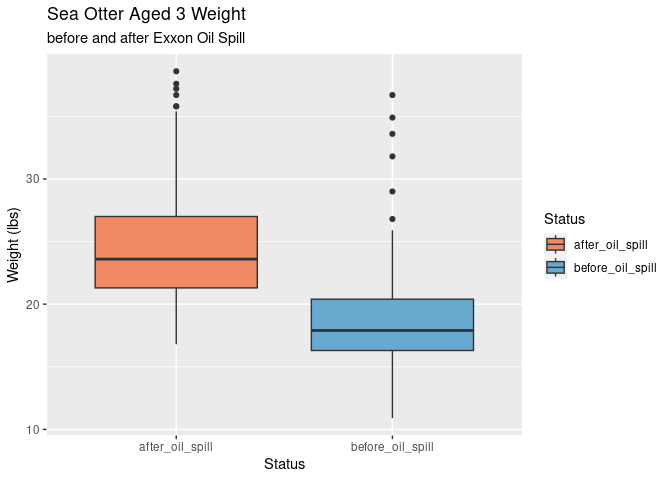 Sea Otter Aged 3 Weight
before and after Exxon Oil Spill
Weight (lbs)
30
20
10
after_oil_spill
before_oil_spill
Status
Status
after_oil_spill
before_oil_spill